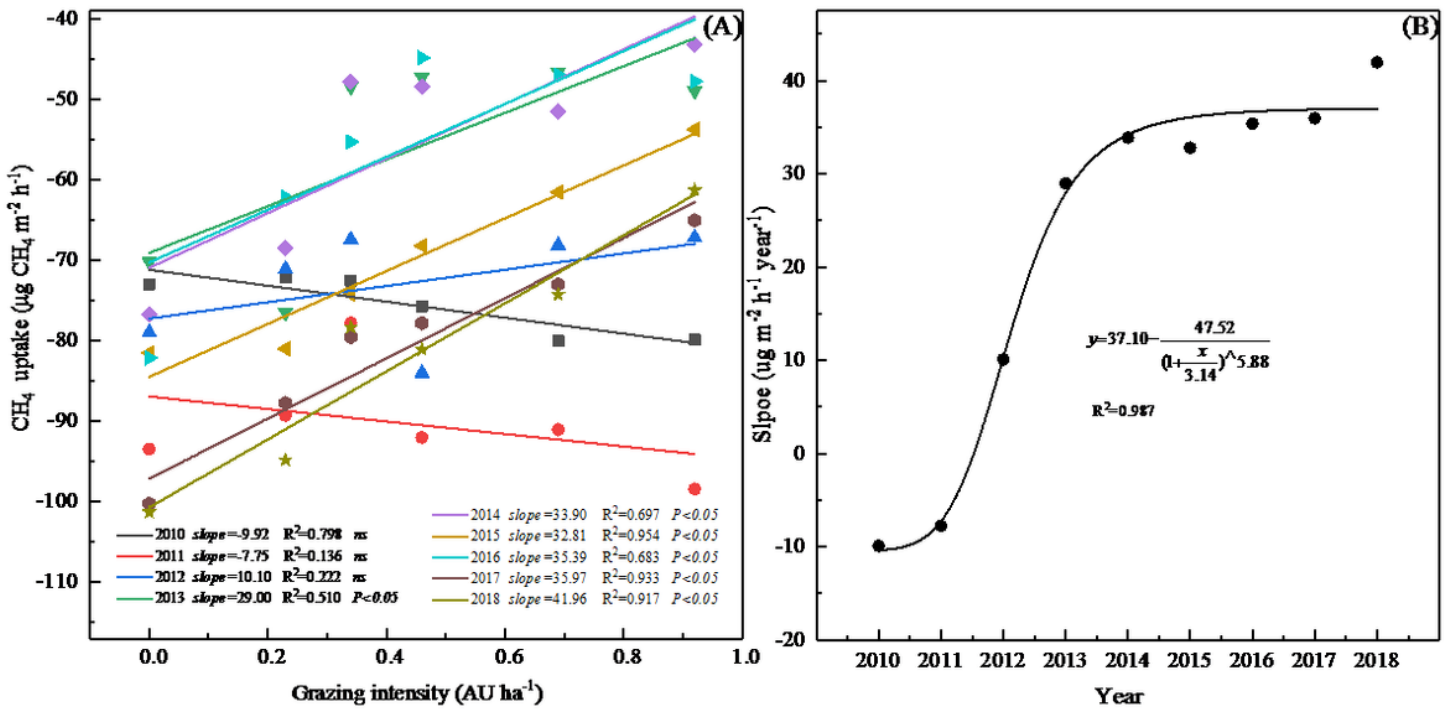 (A)
-40
-50
-60
-70
-80
-90
-100
-110
CH₄ uptake (µg CH₄ m⁻² h⁻¹)
2010 slope=-9.92 R²=0.798 ns
2011 slope=-7.75 R²=0.136 ns
2012 slope=10.10 R²=0.222 ns
2013 slope=29.00 R²=0.510 P<0.05
2014 slope=33.90 R²=0.697 P<0.05
2015 slope=32.81 R²=0.954 P<0.05
2016 slope=35.39 R²=0.683 P<0.05
2017 slope=35.97 R²=0.933 P<0.05
2018 slope=41.96 R²=0.917 P<0.05
0.0 0.2 0.4 0.6 0.8 1.0
Grazing intensity (AU ha⁻¹)
(B)
40
30
20
10
0
-10
-20
Slpoe (ug m⁻² h⁻¹ year⁻¹)
y=37.10-
47.52
(1+x/3.14)^5.88
R²=0.987
2010 2011 2012 2013 2014 2015 2016 2017 2018
Year